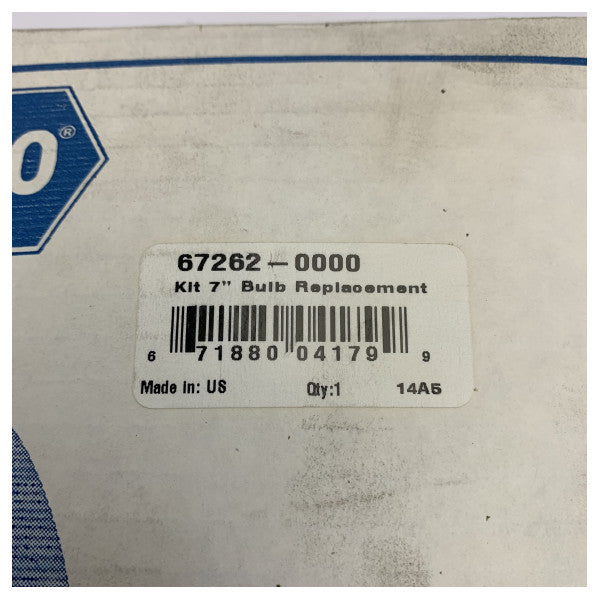 O®
67262-0000
Kit 7" Bulb Replacement
6 71880 04179 9
Made in: US Qty:1 14A5